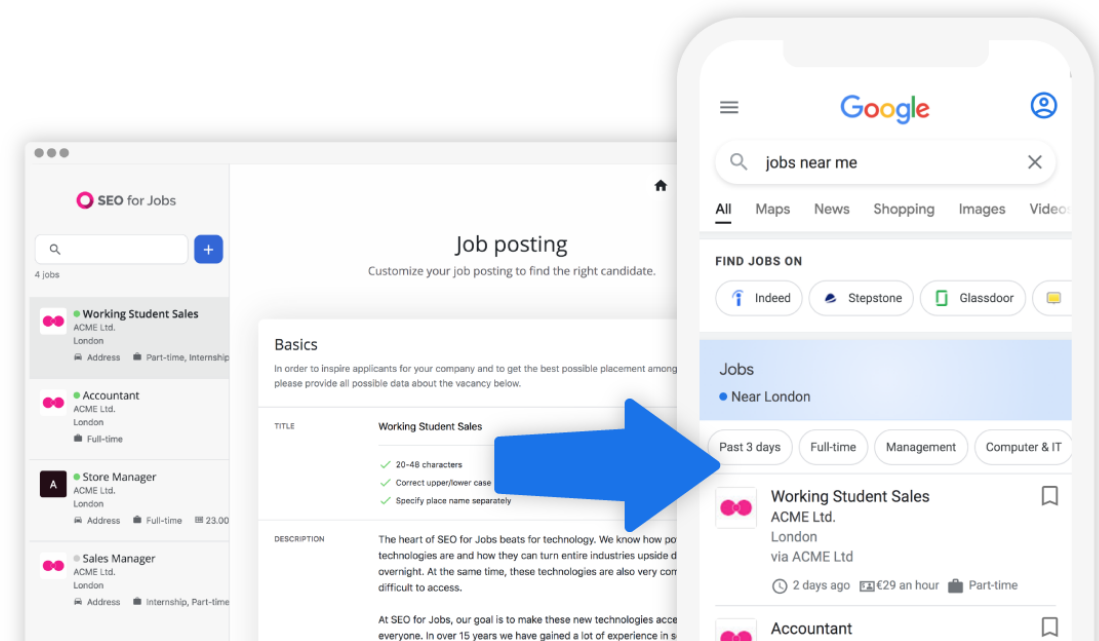 SEO for Jobs
4 jobs
Working Student Sales
ACME Ltd.
London
Address Part-time, Internship
Accountant
ACME Ltd.
London
Full-time
A
Store Manager
ACME Ltd.
London
Address Full-time 23.00
Sales Manager
ACME Ltd.
London
Address Internship, Part-time
Job posting
Customize your job posting to find the right candidate.
Basics
In order to inspire applicants for your company and to get the best possible placement among
please provide all possible data about the vacancy below.
TITLE Working Student Sales
20-48 characters
Correct upper/lower case
Specify place name separately
DESCRIPTION
The heart of SEO for Jobs beats for technology. We know how
technologies are and how they can turn entire industries upside
overnight. At the same time, these technologies are also very
difficult to access.
At SEO for Jobs, our goal is to make these new technologies
everyone. In over 15 years we have gained a lot of experience in
Google
jobs near me
All Maps News Shopping Images Videos
FIND JOBS ON
Indeed Stepstone Glassdoor
Jobs
Near London
Past 3 days Full-time Management Computer & IT
Working Student Sales
ACME Ltd.
London
via ACME Ltd
2 days ago €29 an hour Part-time
Accountant